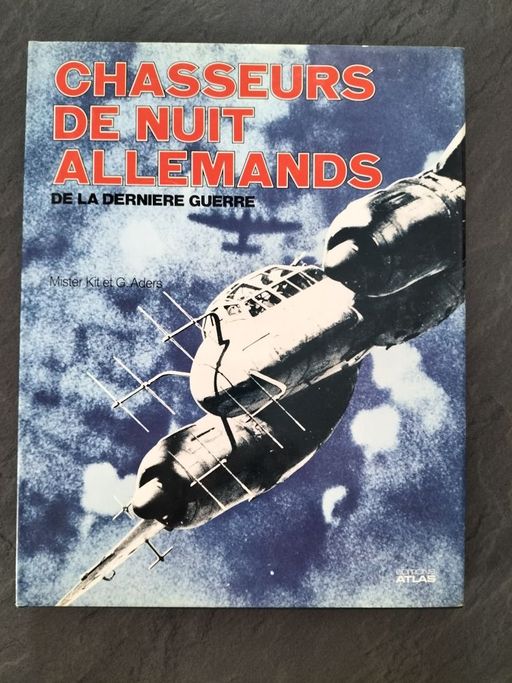 CHASSEURS
DE NUIT
ALLEMANDS
DE LA DERNIERE GUERRE
Mister Kit et G. Aders
EDITIONS
ATLAS